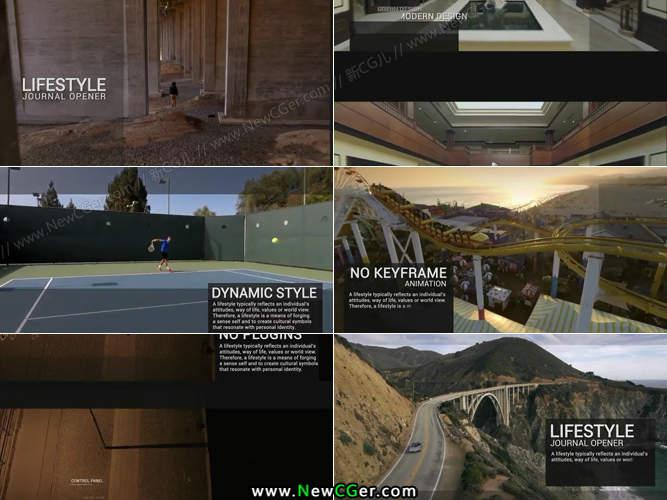 LIFESTYLE
JOURNAL OPENER
www.NewCGer.com // 新CG儿 //
MODERN DESIGN
DYNAMIC STYLE
A lifestyle typically reflects an individual's
attitudes, way of life, values or world view.
Therefore, a lifestyle is a means of forging
a sense self and to create cultural symbols
that resonate with personal identity.
NO KEYFRAME
ANIMATION
A lifestyle typically reflects an individual's
attitudes, way of life, values or world view.
Therefore, a lifestyle is a m
NO PLUGINS
A lifestyle typically reflects an individual's
attitudes, way of life, values or world view.
Therefore, a lifestyle is a means of forging
a sense self and to create cultural symbols
that resonate with personal identity.
CONTROL PANEL
LIFESTYLE
JOURNAL OPENER
A lifestyle typically reflects an individual's
attitudes, way of life, values or worl
www.NewCGer.com